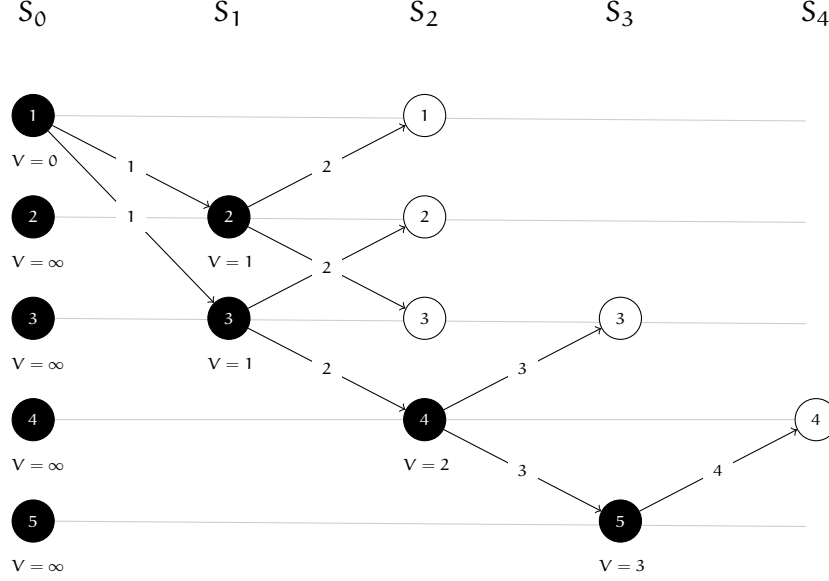 S₀ S₁ S₂ S₃ S₄
1 1
V = 0
1 2
2 2 2
1
V = ∞ V = 1
2
3 3 3 3
V = ∞ V = 1
2 3
4 4 4
V = ∞ V = 2
3 4
5 5
V = ∞ V = 3